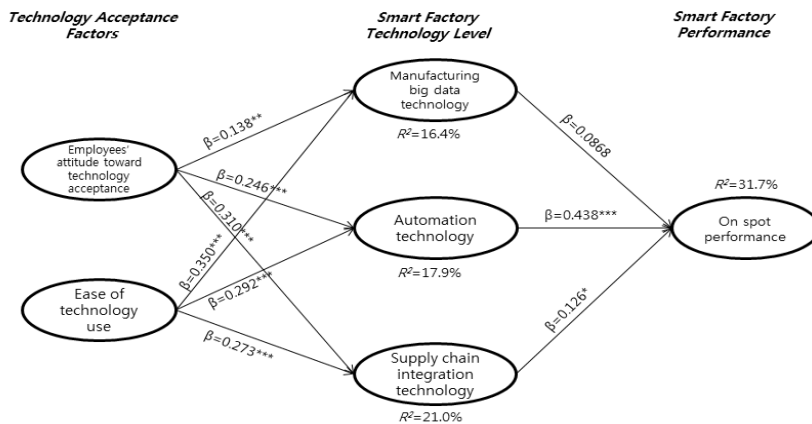 Technology Acceptance
Factors
Smart Factory
Technology Level
Smart Factory
Performance
Manufacturing
big data
technology
R²=16.4%
Employees'
attitude toward
technology
acceptance
β=0.138**
β=0.246***
β=0.310***
β=0.0868
Automation
technology
R²=17.9%
β=0.438***
R²=31.7%
On spot
performance
Ease of
technology
use
β=0.350***
β=0.292***
β=0.273***
β=0.126*
Supply chain
integration
technology
R²=21.0%